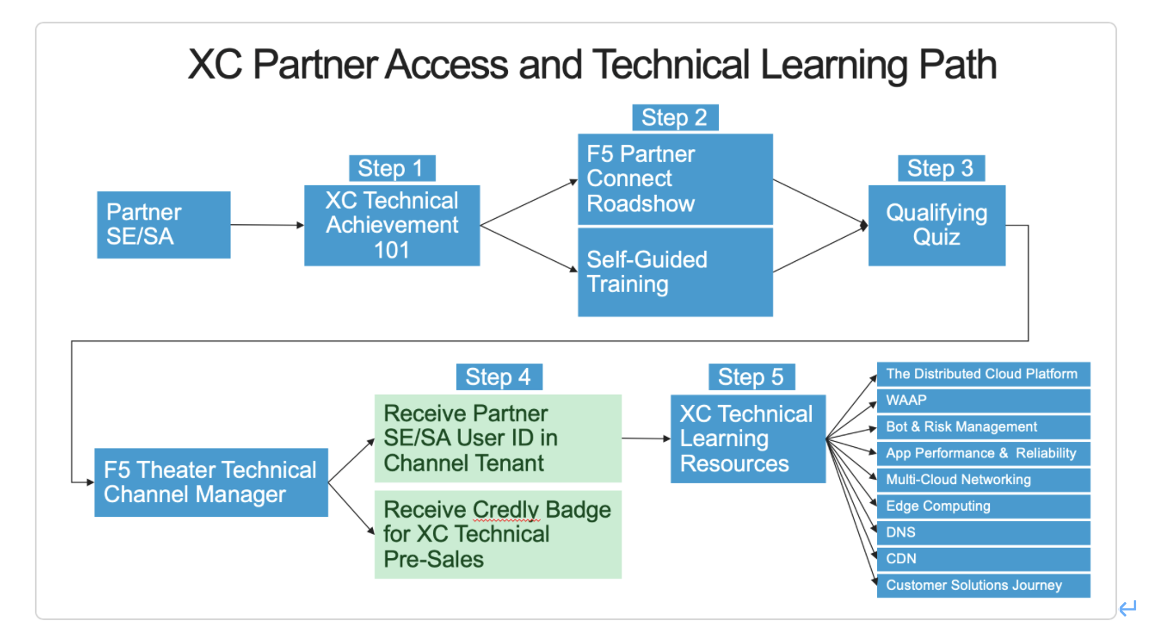 XC Partner Access and Technical Learning Path
Step 2
F5 Partner
Connect
Roadshow
Step 1
XC Technical
Achievement
101
Step 3
Qualifying
Quiz
Partner
SE/SA
Self-Guided
Training
Step 4
Receive Partner
SE/SA User ID in
Channel Tenant
Step 5
XC Technical
Learning
Resources
The Distributed Cloud Platform
WAAP
Bot & Risk Management
App Performance &  Reliability
Multi-Cloud Networking
Edge Computing
DNS
CDN
Customer Solutions Journey
F5 Theater Technical
Channel Manager
Receive Credly Badge
for XC Technical
Pre-Sales